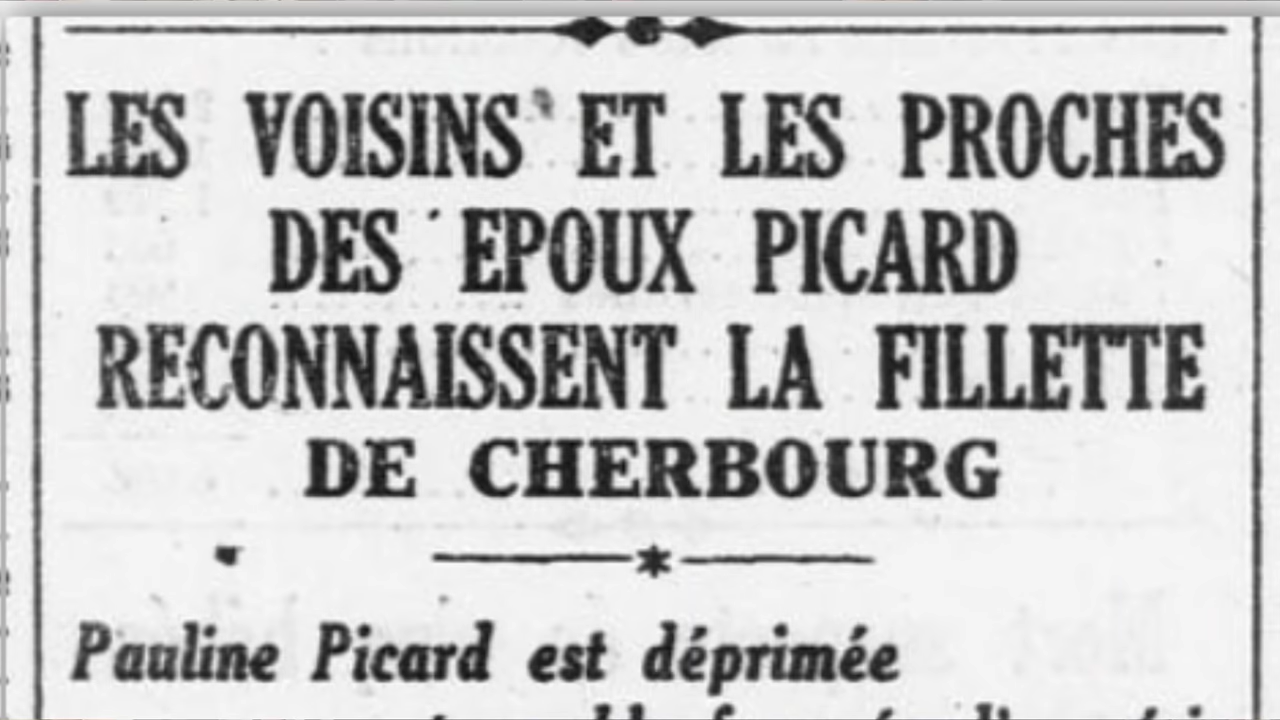 LES VOISINS ET LES PROCHES
DES EPOUX PICARD
RECONNAISSENT LA FILLETTE
DE CHERBOURG
Pauline Picard est déprimée